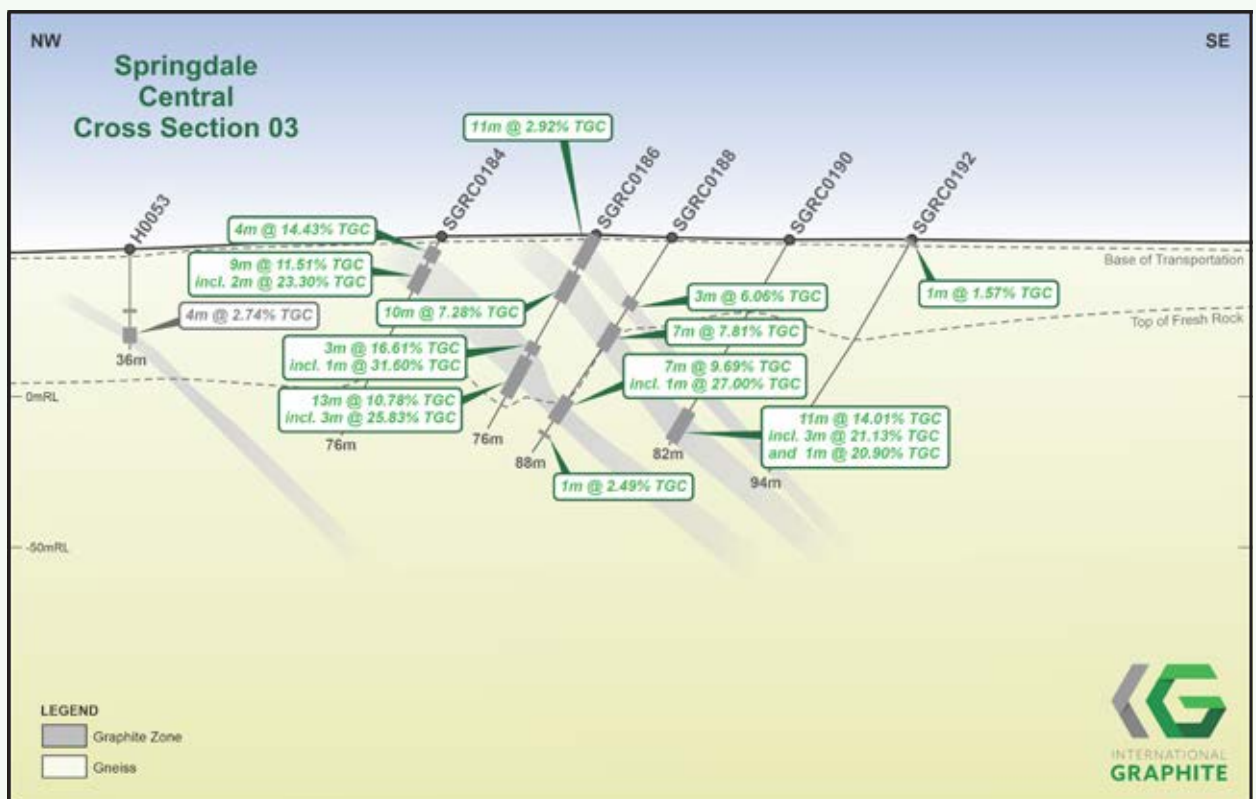 NW
SE
Springdale
Central
Cross Section 03
11m @ 2.92% TGC
H0053
SGRC0184
SGRC0186
SGRC0188
SGRC0190
SGRC0192
4m @ 14.43% TGC
9m @ 11.51% TGC
incl. 2m @ 23.30% TGC
Base of Transportation
1m @ 1.57% TGC
3m @ 6.06% TGC
10m @ 7.28% TGC
4m @ 2.74% TGC
Top of Fresh Rock
7m @ 7.81% TGC
3m @ 16.61% TGC
incl. 1m @ 31.60% TGC
36m
7m @ 9.69% TGC
incl. 1m @ 27.00% TGC
0mRL
13m @ 10.78% TGC
incl. 3m @ 25.83% TGC
11m @ 14.01% TGC
incl. 3m @ 21.13% TGC
and 1m @ 20.90% TGC
76m
76m
88m
82m
94m
1m @ 2.49% TGC
-50mRL
LEGEND
Graphite Zone
Gneiss
INTERNATIONAL
GRAPHITE